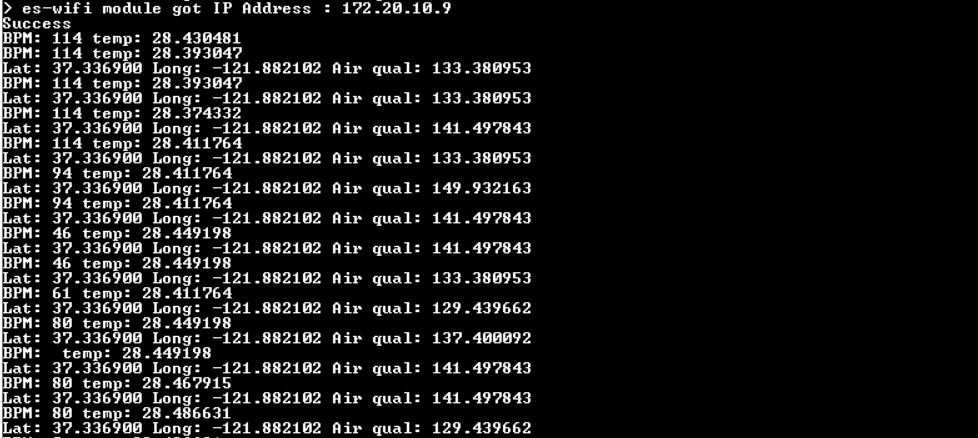 > es-wifi module got IP Address : 172.20.10.9
Success
BPM: 114 temp: 28.430481
BPM: 114 temp: 28.393047
Lat: 37.336900 Long: -121.882102 Air qual: 133.380953
BPM: 114 temp: 28.393047
Lat: 37.336900 Long: -121.882102 Air qual: 133.380953
BPM: 114 temp: 28.374332
Lat: 37.336900 Long: -121.882102 Air qual: 141.497843
BPM: 114 temp: 28.411764
Lat: 37.336900 Long: -121.882102 Air qual: 133.380953
BPM: 94 temp: 28.411764
Lat: 37.336900 Long: -121.882102 Air qual: 149.932163
BPM: 94 temp: 28.411764
Lat: 37.336900 Long: -121.882102 Air qual: 141.497843
BPM: 46 temp: 28.449198
Lat: 37.336900 Long: -121.882102 Air qual: 141.497843
BPM: 46 temp: 28.449198
Lat: 37.336900 Long: -121.882102 Air qual: 133.380953
BPM: 61 temp: 28.411764
Lat: 37.336900 Long: -121.882102 Air qual: 129.439662
BPM: 80 temp: 28.449198
Lat: 37.336900 Long: -121.882102 Air qual: 137.400092
BPM:  temp: 28.449198
Lat: 37.336900 Long: -121.882102 Air qual: 141.497843
BPM: 80 temp: 28.467915
Lat: 37.336900 Long: -121.882102 Air qual: 141.497843
BPM: 80 temp: 28.486631
Lat: 37.336900 Long: -121.882102 Air qual: 129.439662